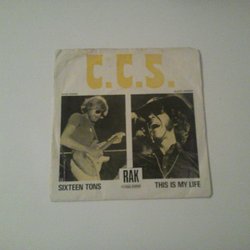 C.C.S.
RAK
SIXTEEN TONS
THIS IS MY LIFE